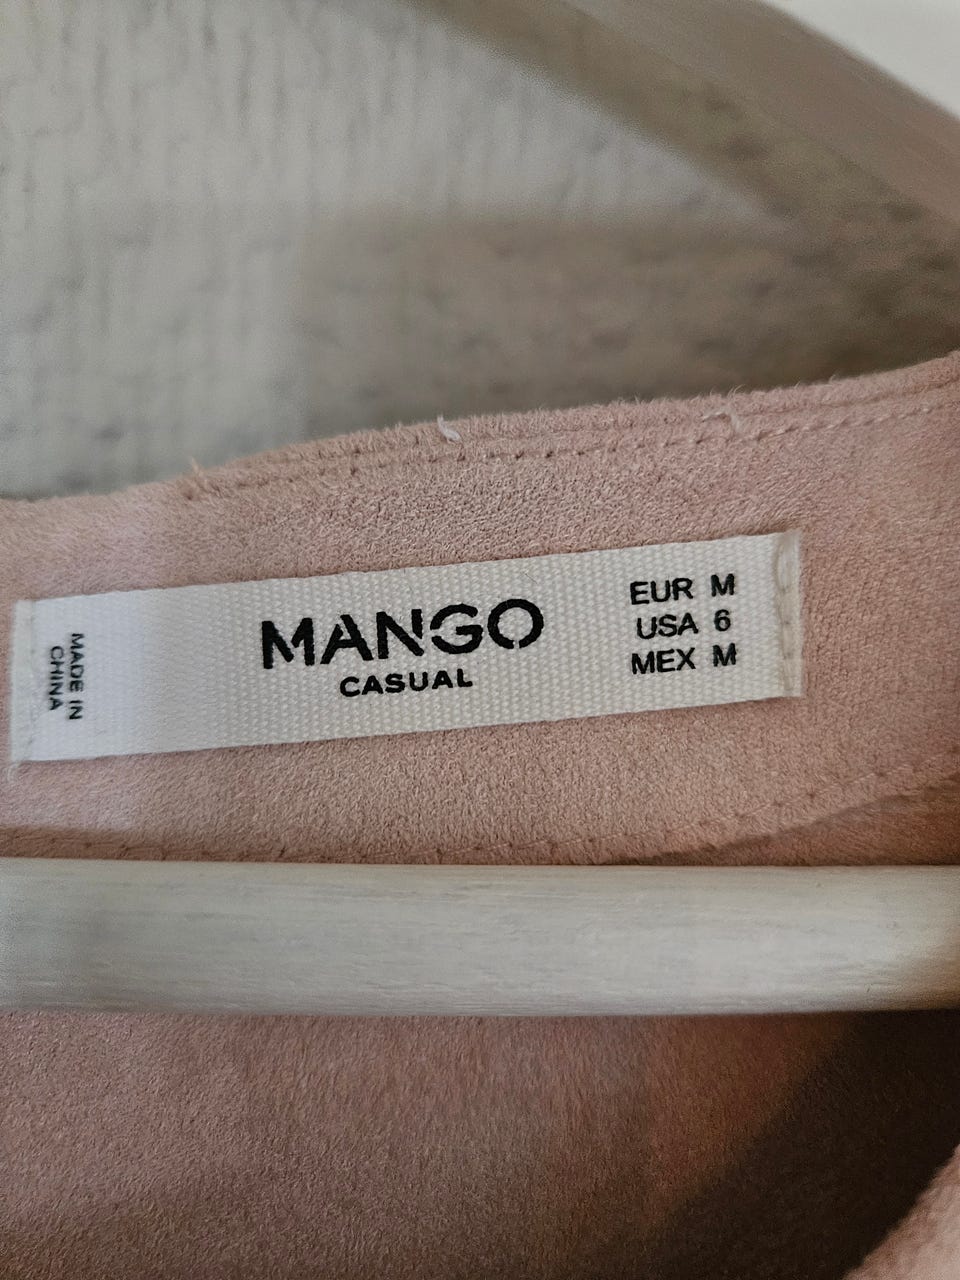 MADE IN
CHINA
MANGO
CASUAL
EUR M
USA 6
MEX M